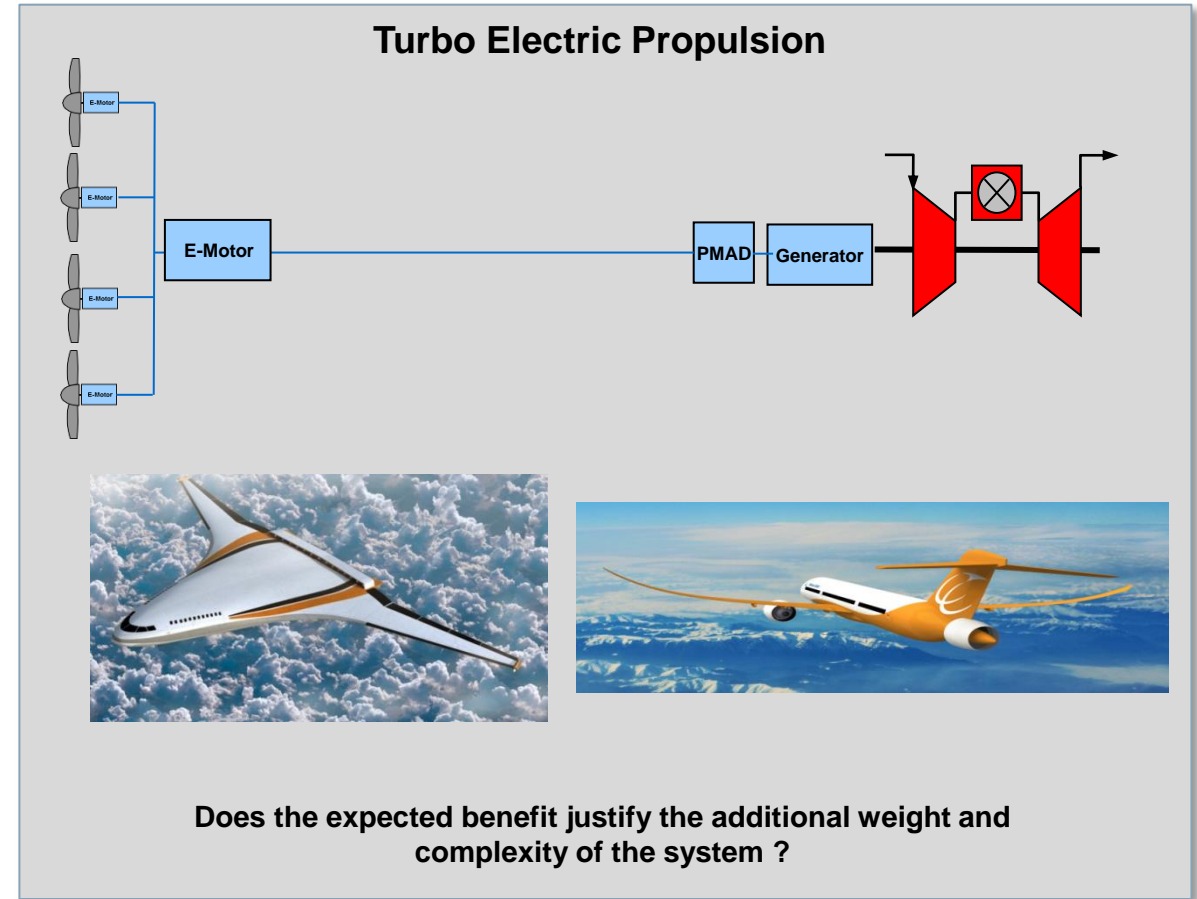 Turbo Electric Propulsion
E-Motor
E-Motor
E-Motor
PMAD
Generator
E-Motor
E-Motor
Does the expected benefit justify the additional weight and
complexity of the system ?